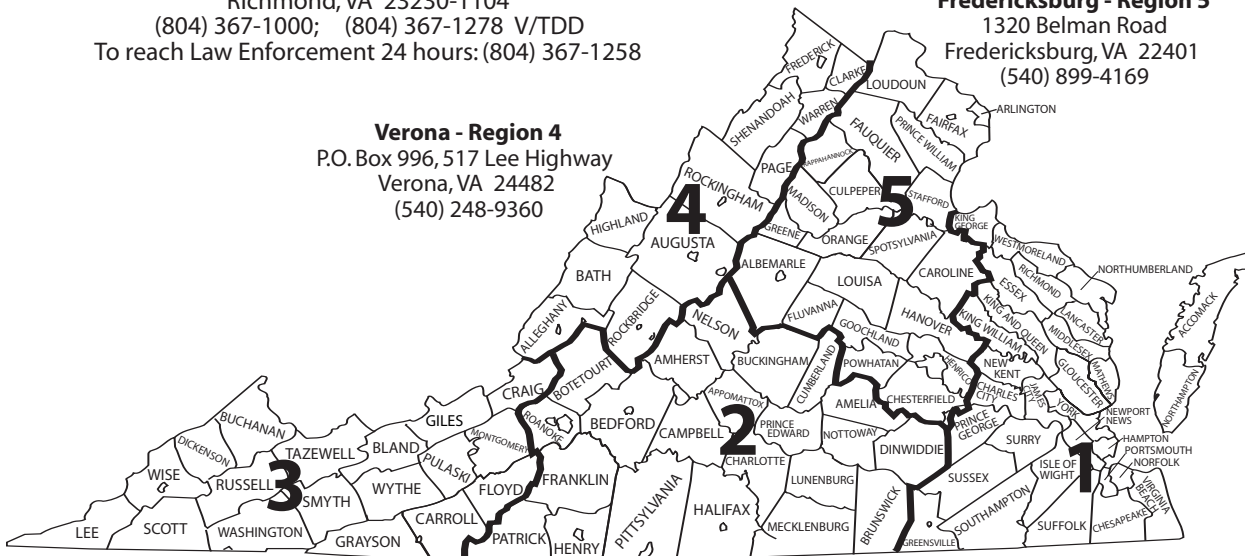 Richmond, VA 23230-1104
(804) 367-1000; (804) 367-1278 V/TDD
To reach Law Enforcement 24 hours: (804) 367-1258
Fredericksburg - Region 5
1320 Belman Road
Fredericksburg, VA 22401
(540) 899-4169
Verona - Region 4
P.O. Box 996, 517 Lee Highway
Verona, VA 24482
(540) 248-9360
FREDERICK
CLARKE
LOUDOUN
SHENANDOAH
WARREN
FAUQUIER
PRINCE WILLIAM
FAIRFAX
ARLINGTON
PAGE
RAPPAHANNOCK
ROCKINGHAM
MADISON
CULPEPER
5
STAFFORD
4
HIGHLAND
AUGUSTA
GREENE
ORANGE
SPOTSYLVANIA
KING
GEORGE
WESTMORELAND
BATH
ALBEMARLE
LOUISA
CAROLINE
RICHMOND
ESSEX
NORTHUMBERLAND
ACCOMACK
ALLEGHANY
ROCKBRIDGE
NELSON
FLUVANNA
GOOCHLAND
HANOVER
KING WILLIAM
KING AND QUEEN
LANCASTER
MIDDLESEX
MATHEWS
GLOUCESTER
NORTHAMPTON
CRAIG
BOTETOURT
AMHERST
BUCKINGHAM
CUMBERLAND
POWHATAN
HENRICO
NEW
KENT
CHARLES
CITY
JAMES
CITY
YORK
BUCHANAN
DICKENSON
GILES
ROANOKE
MONTGOMERY
BEDFORD
APPOMATTOX
CAMPBELL
2
PRINCE
EDWARD
AMELIA
CHESTERFIELD
NOTTOWAY
PRINCE
GEORGE
DINWIDDIE
SURRY
NEWPORT
NEWS
HAMPTON
PORTSMOUTH
NORFOLK
VIRGINIA
BEACH
WISE
RUSSELL
TAZEWELL
3
BLAND
PULASKI
SMYTH
WYTHE
FLOYD
FRANKLIN
CHARLOTTE
LUNENBURG
SUSSEX
ISLE OF
WIGHT
1
LEE
SCOTT
WASHINGTON
GRAYSON
CARROLL
PATRICK
HENRY
PITTSYLVANIA
HALIFAX
MECKLENBURG
BRUNSWICK
GREENSVILLE
SOUTHAMPTON
SUFFOLK
CHESAPEAKE